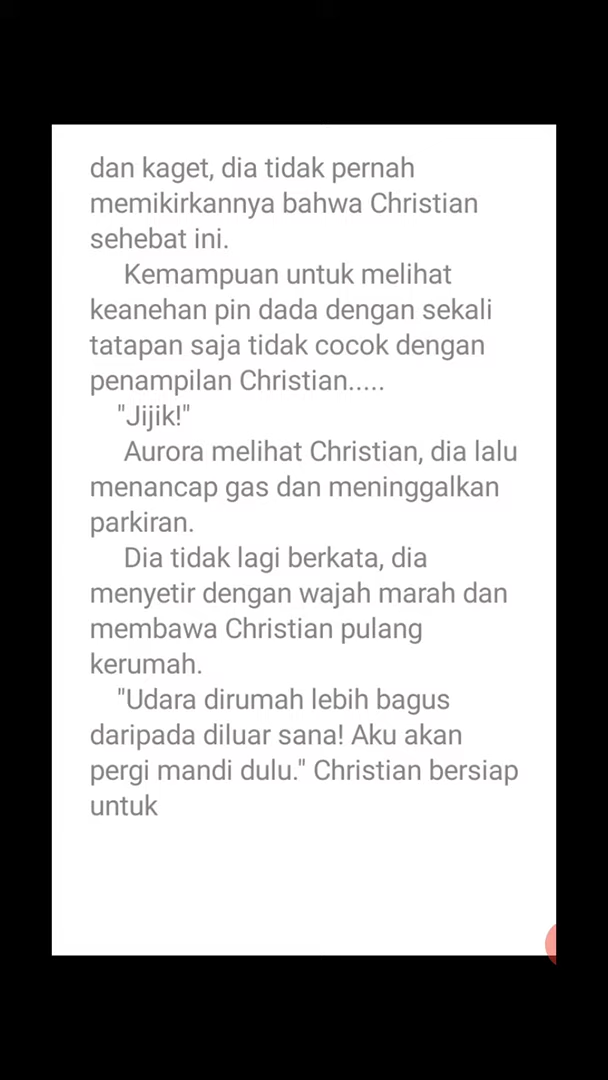 dan kaget, dia tidak pernah
memikirkannya bahwa Christian
sehebat ini.
Kemampuan untuk melihat
keanehan pin dada dengan sekali
tatapan saja tidak cocok dengan
penampilan Christian.....
"Jijik!"
Aurora melihat Christian, dia lalu
menancap gas dan meninggalkan
parkiran.
Dia tidak lagi berkata, dia
menyetir dengan wajah marah dan
membawa Christian pulang
kerumah.
"Udara dirumah lebih bagus
daripada diluar sana! Aku akan
pergi mandi dulu." Christian bersiap
untuk